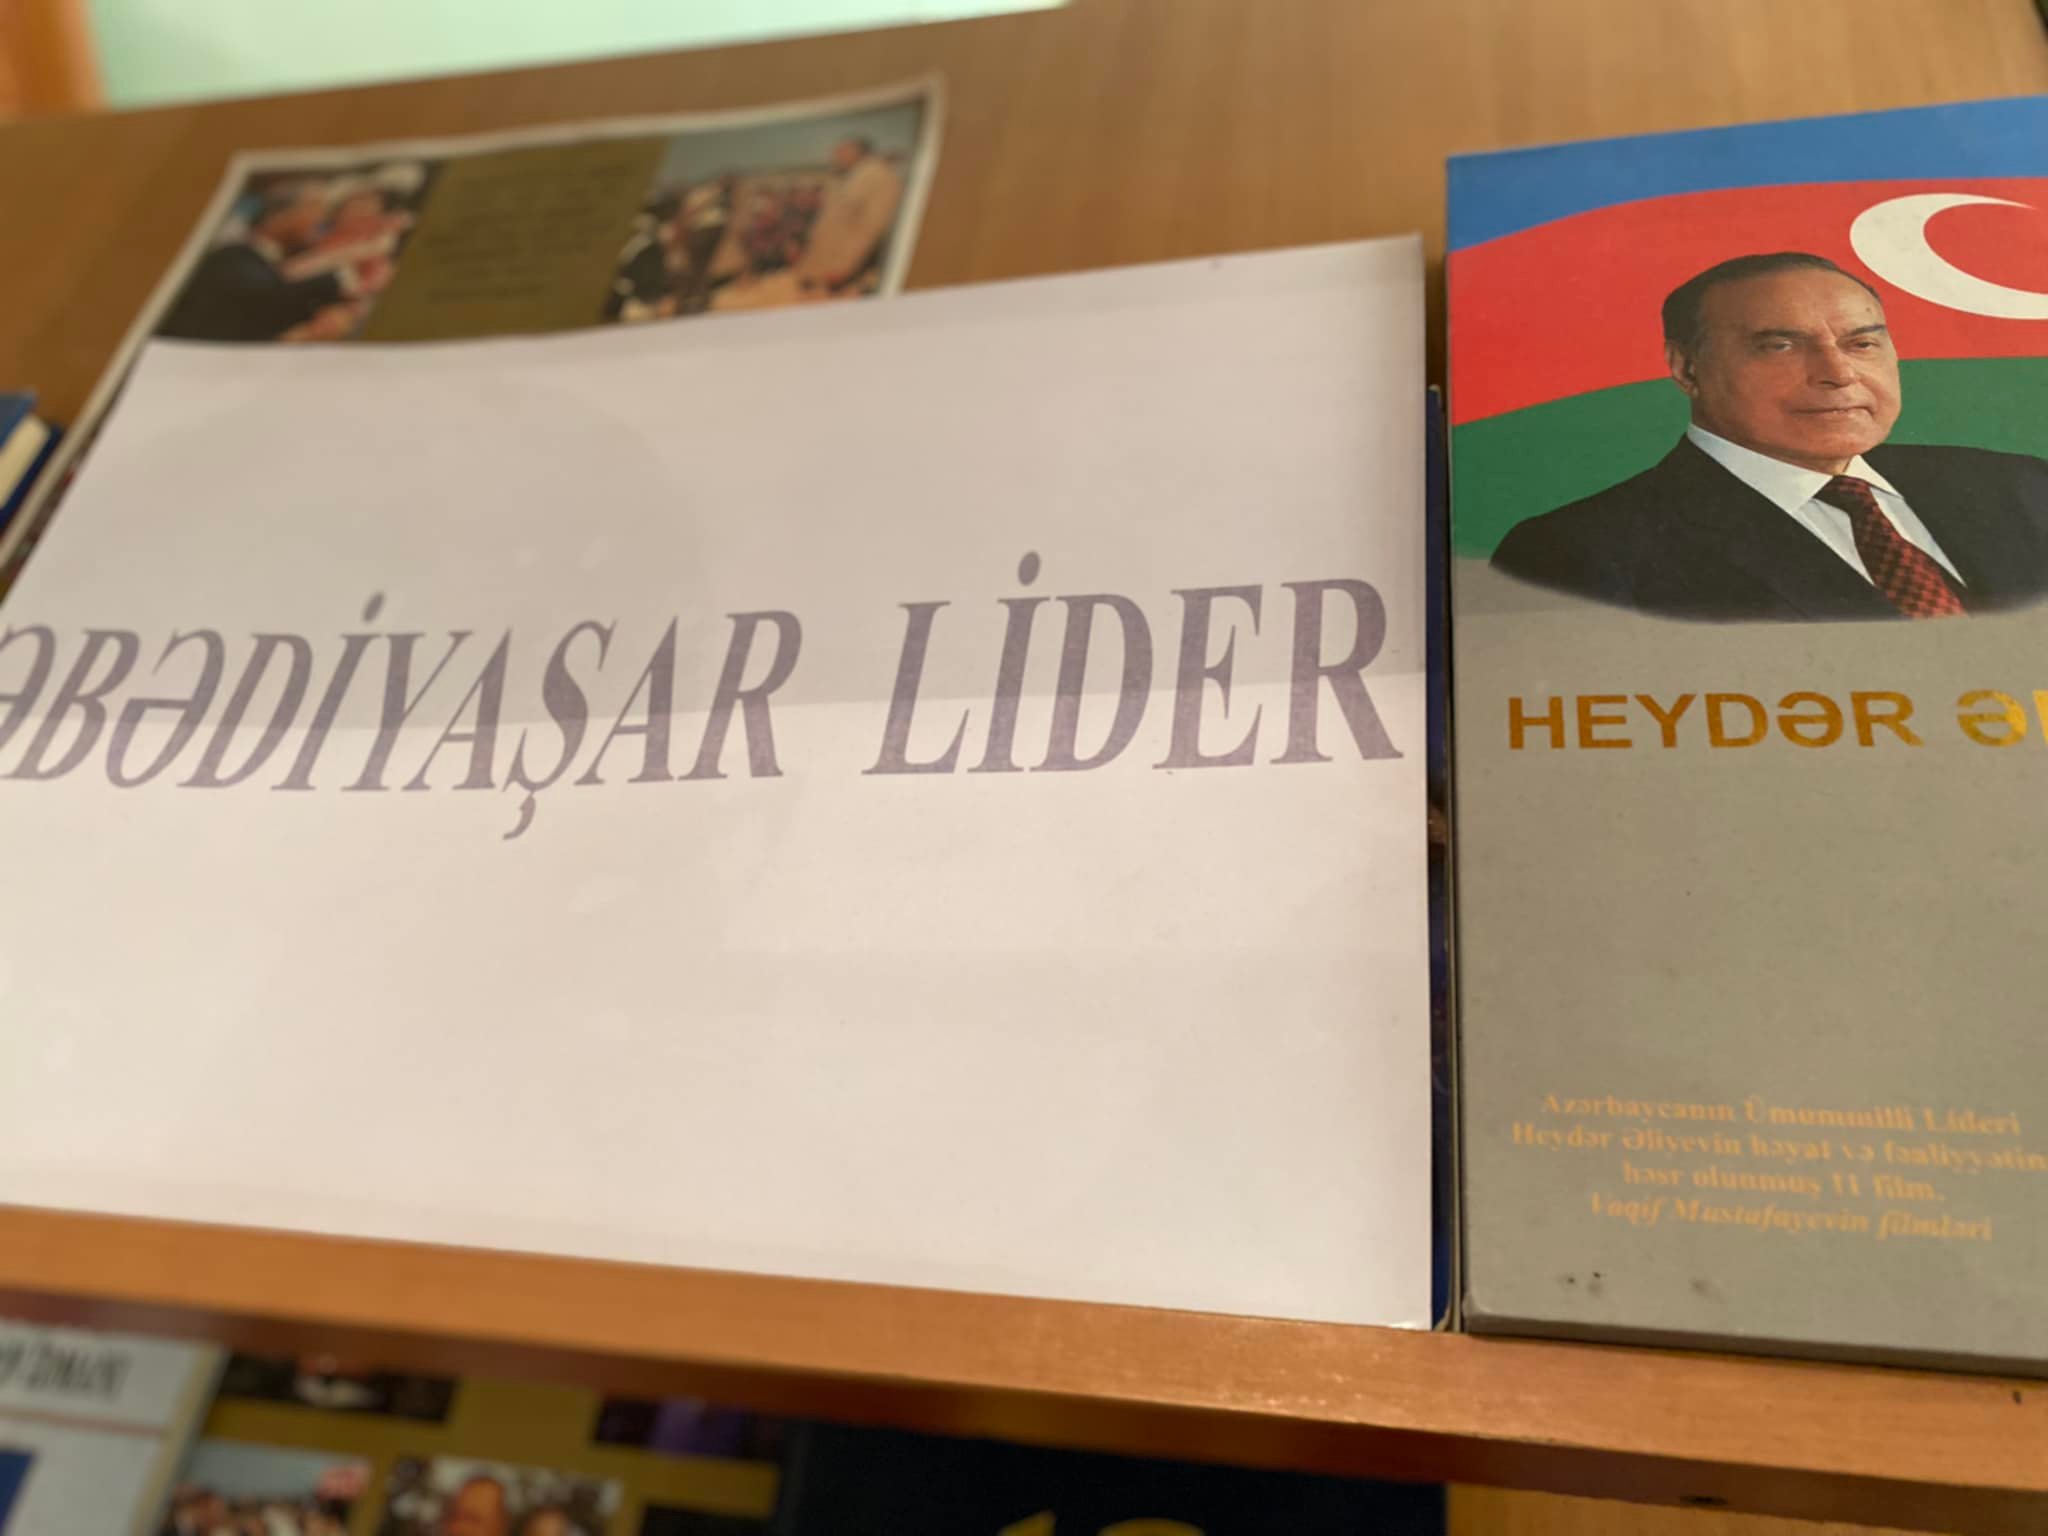 ƏBƏDİYAŞAR LİDER
HEYDƏR Ə
Azərbaycanın Ümummilli Lideri
Heydər Əliyevin həyat və fəaliyyətin
həsr olunmuş 11 film.
Vaqif Mustafayevin filmləri